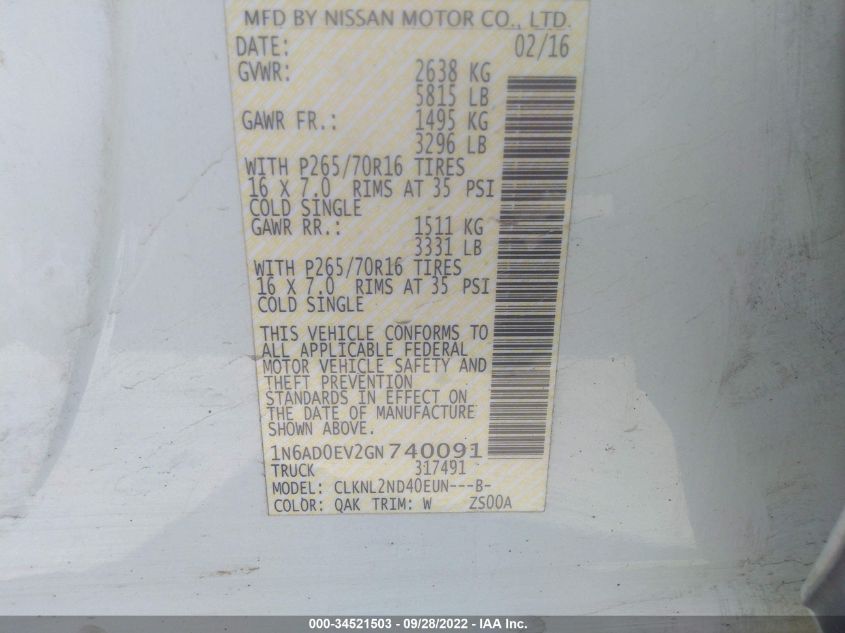 MFD BY NISSAN MOTOR CO., LTD.
DATE: 02/16
GVWR: 2638 KG
5815 LB
GAWR FR.: 1495 KG
3296 LB
WITH P265/70R16 TIRES
16 X 7.0 RIMS AT 35 PSI
COLD SINGLE
GAWR RR.: 1511 KG
3331 LB
WITH P265/70R16 TIRES
16 X 7.0 RIMS AT 35 PSI
COLD SINGLE
THIS VEHICLE CONFORMS TO
ALL APPLICABLE FEDERAL
MOTOR VEHICLE SAFETY AND
THEFT PREVENTION
STANDARDS IN EFFECT ON
THE DATE OF MANUFACTURE
SHOWN ABOVE.
1N6AD0EV2GN740091
TRUCK 317491
MODEL: CLKNL2ND40EUN---B-
COLOR: QAK TRIM: W ZS00A
000-34521503 - 09/28/2022 - IAA Inc.